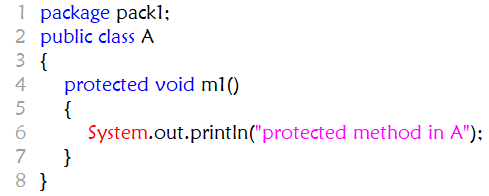 1 package pack1;
2 public class A
3 {
4     protected void m1()
5     {
6         System.out.println("protected method in A");
7     }
8 }